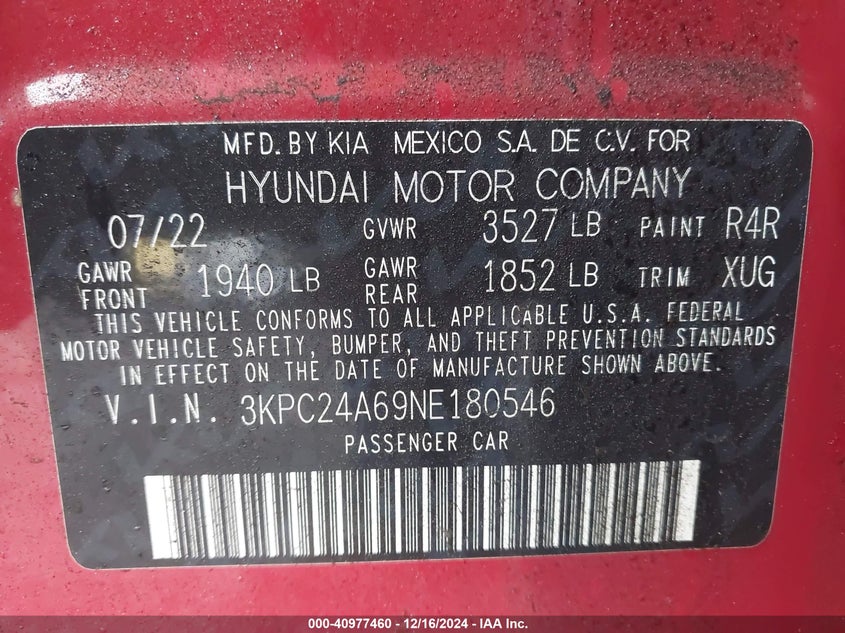 MFD. BY KIA MEXICO S.A. DE C.V. FOR
HYUNDAI MOTOR COMPANY
07/22 GVWR 3527 LB PAINT R4R
GAWR FRONT 1940 LB GAWR REAR 1852 LB TRIM XUG
THIS VEHICLE CONFORMS TO ALL APPLICABLE U.S.A. FEDERAL
MOTOR VEHICLE SAFETY, BUMPER, AND THEFT PREVENTION STANDARDS
IN EFFECT ON THE DATE OF MANUFACTURE SHOWN ABOVE.
V.I.N. 3KPC24A69NE180546
PASSENGER CAR
000-40977460 - 12/16/2024 - IAA Inc.